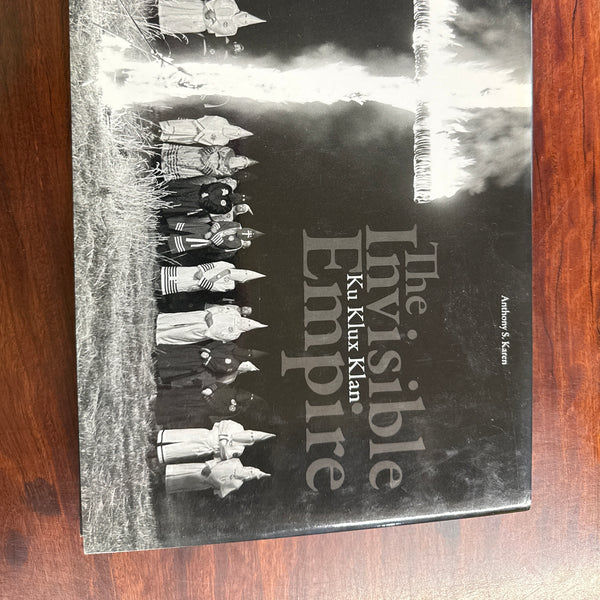 Anthony S. Karen
The
Invisible
Ku Klux Klan
Empire